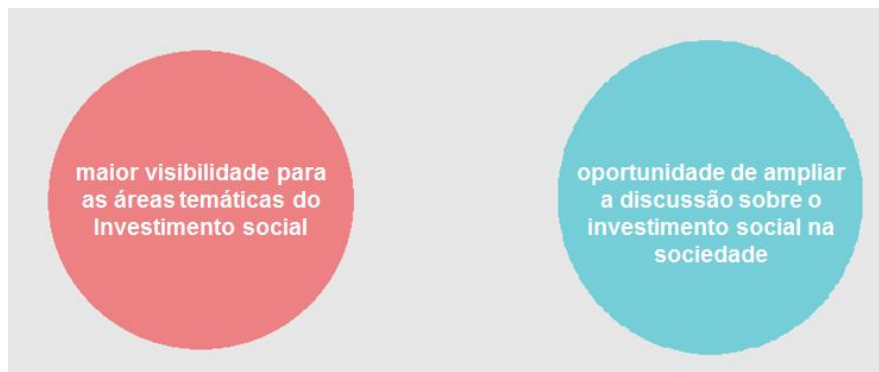 maior visibilidade para
as áreas temáticas do
Investimento social
oportunidade de ampliar
a discussão sobre o
investimento social na
sociedade